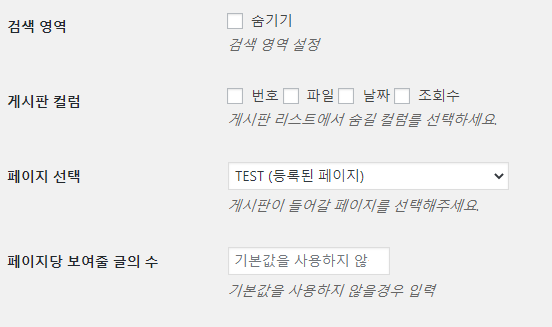 검색 영역
숨기기
검색 영역 설정
게시판 컬럼
번호 파일 날짜 조회수
게시판 리스트에서 숨길 컬럼를 선택하세요.
페이지 선택
TEST (등록된 페이지)
게시판이 들어갈 페이지를 선택해주세요.
페이지당 보여줄 글의 수
기본값을 사용하지 않
기본값을 사용하지 않을경우 입력